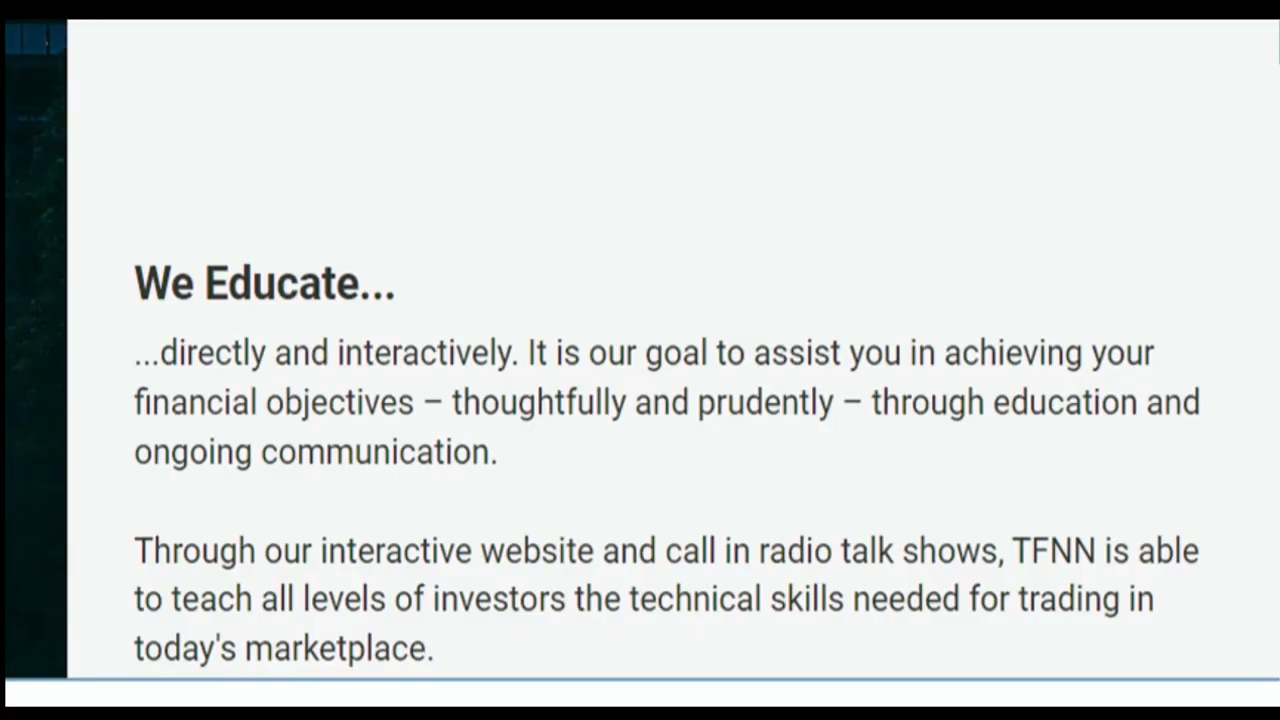 We Educate...
...directly and interactively. It is our goal to assist you in achieving your
financial objectives – thoughtfully and prudently – through education and
ongoing communication.
Through our interactive website and call in radio talk shows, TFNN is able
to teach all levels of investors the technical skills needed for trading in
today's marketplace.